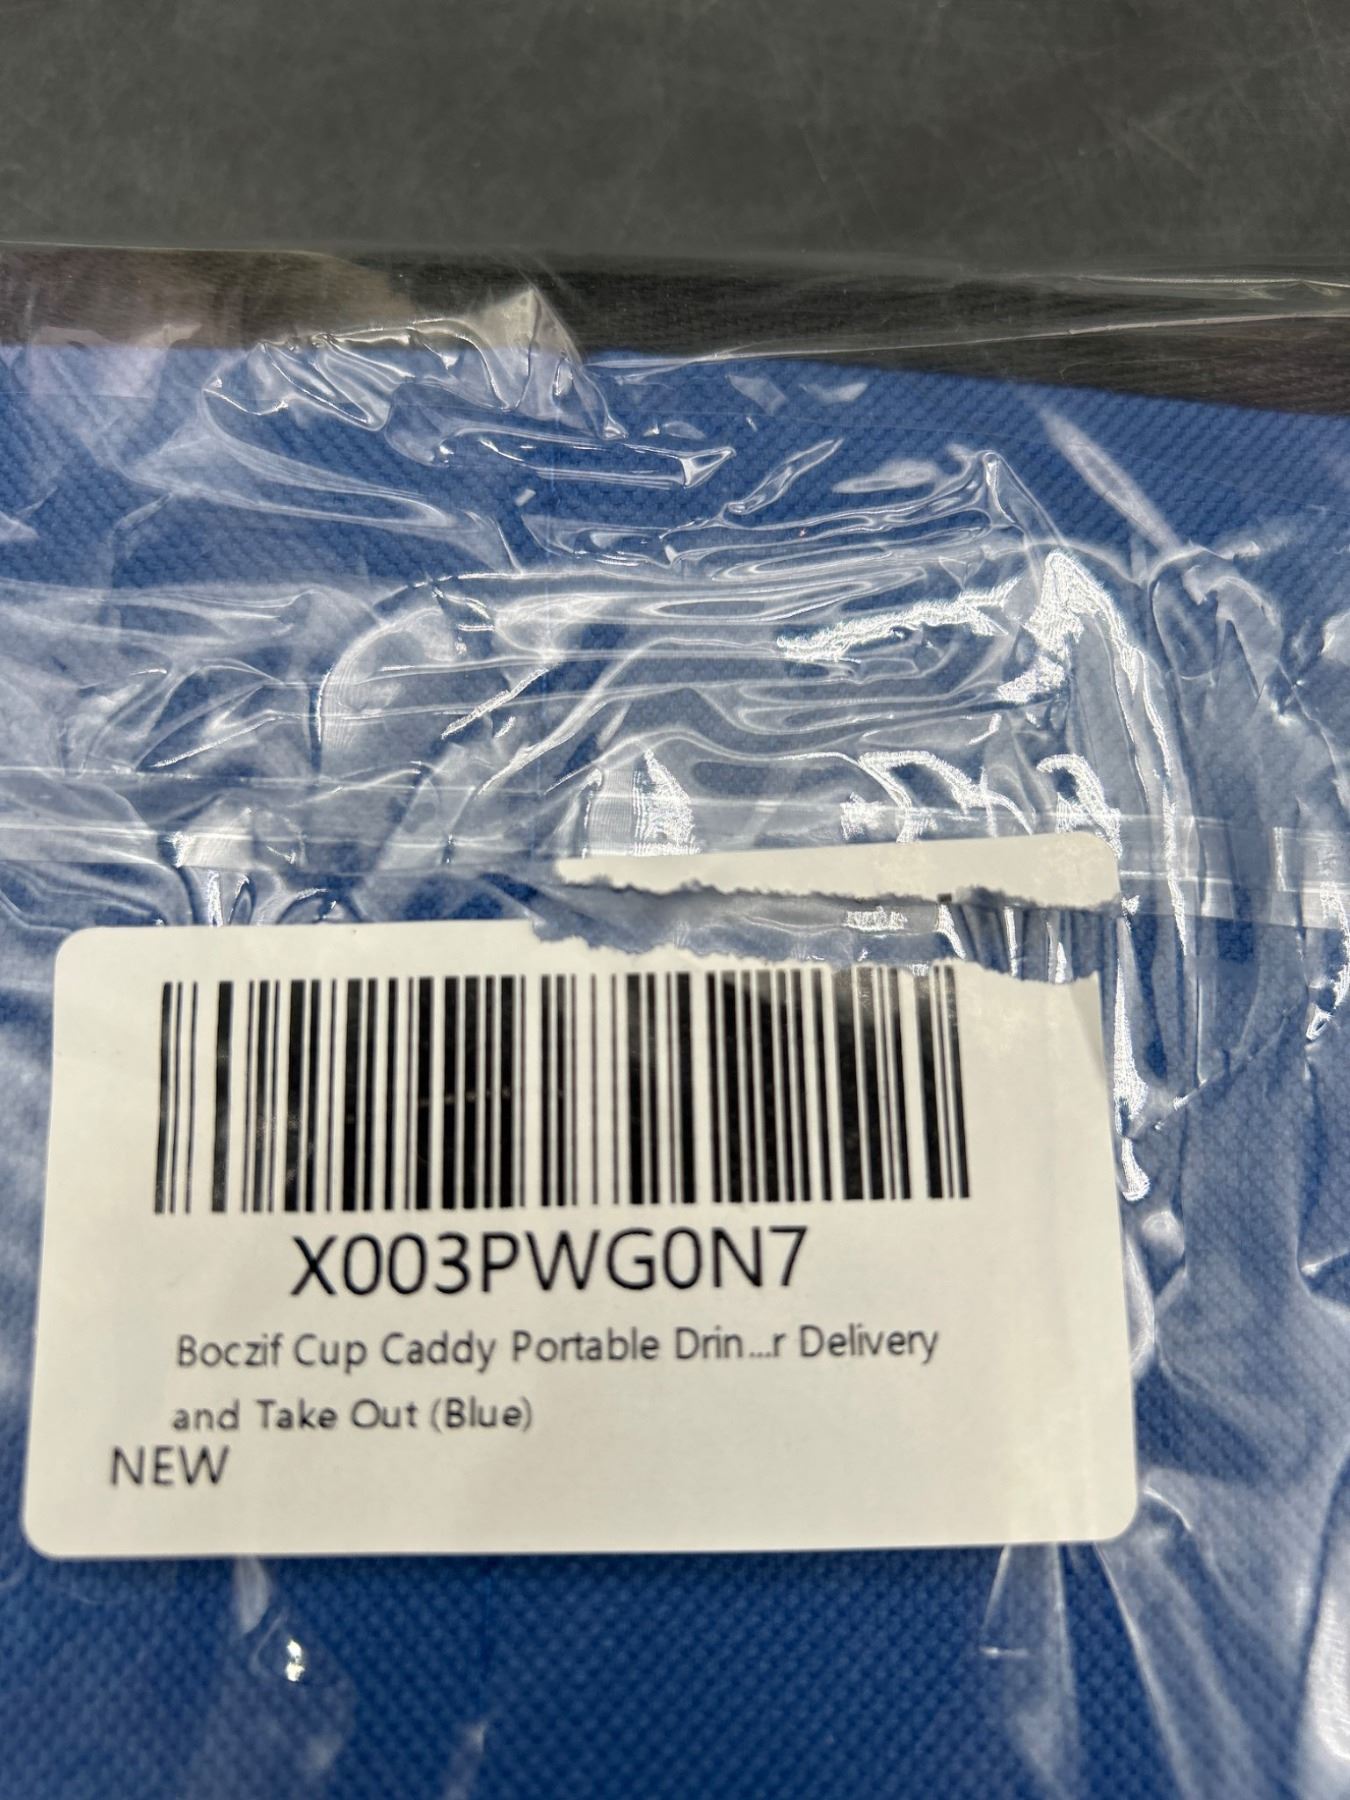 X003PWG0N7
Boczif Cup Caddy Portable Drin...r Delivery
and Take Out (Blue)
NEW